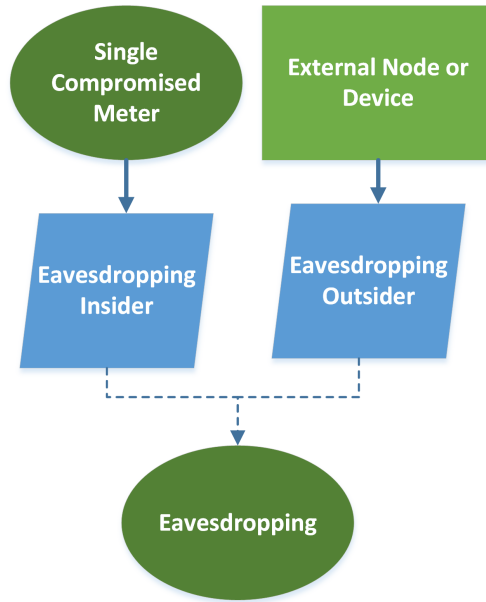 Single
Compromised
Meter
External Node or
Device
Eavesdropping
Insider
Eavesdropping
Outsider
Eavesdropping